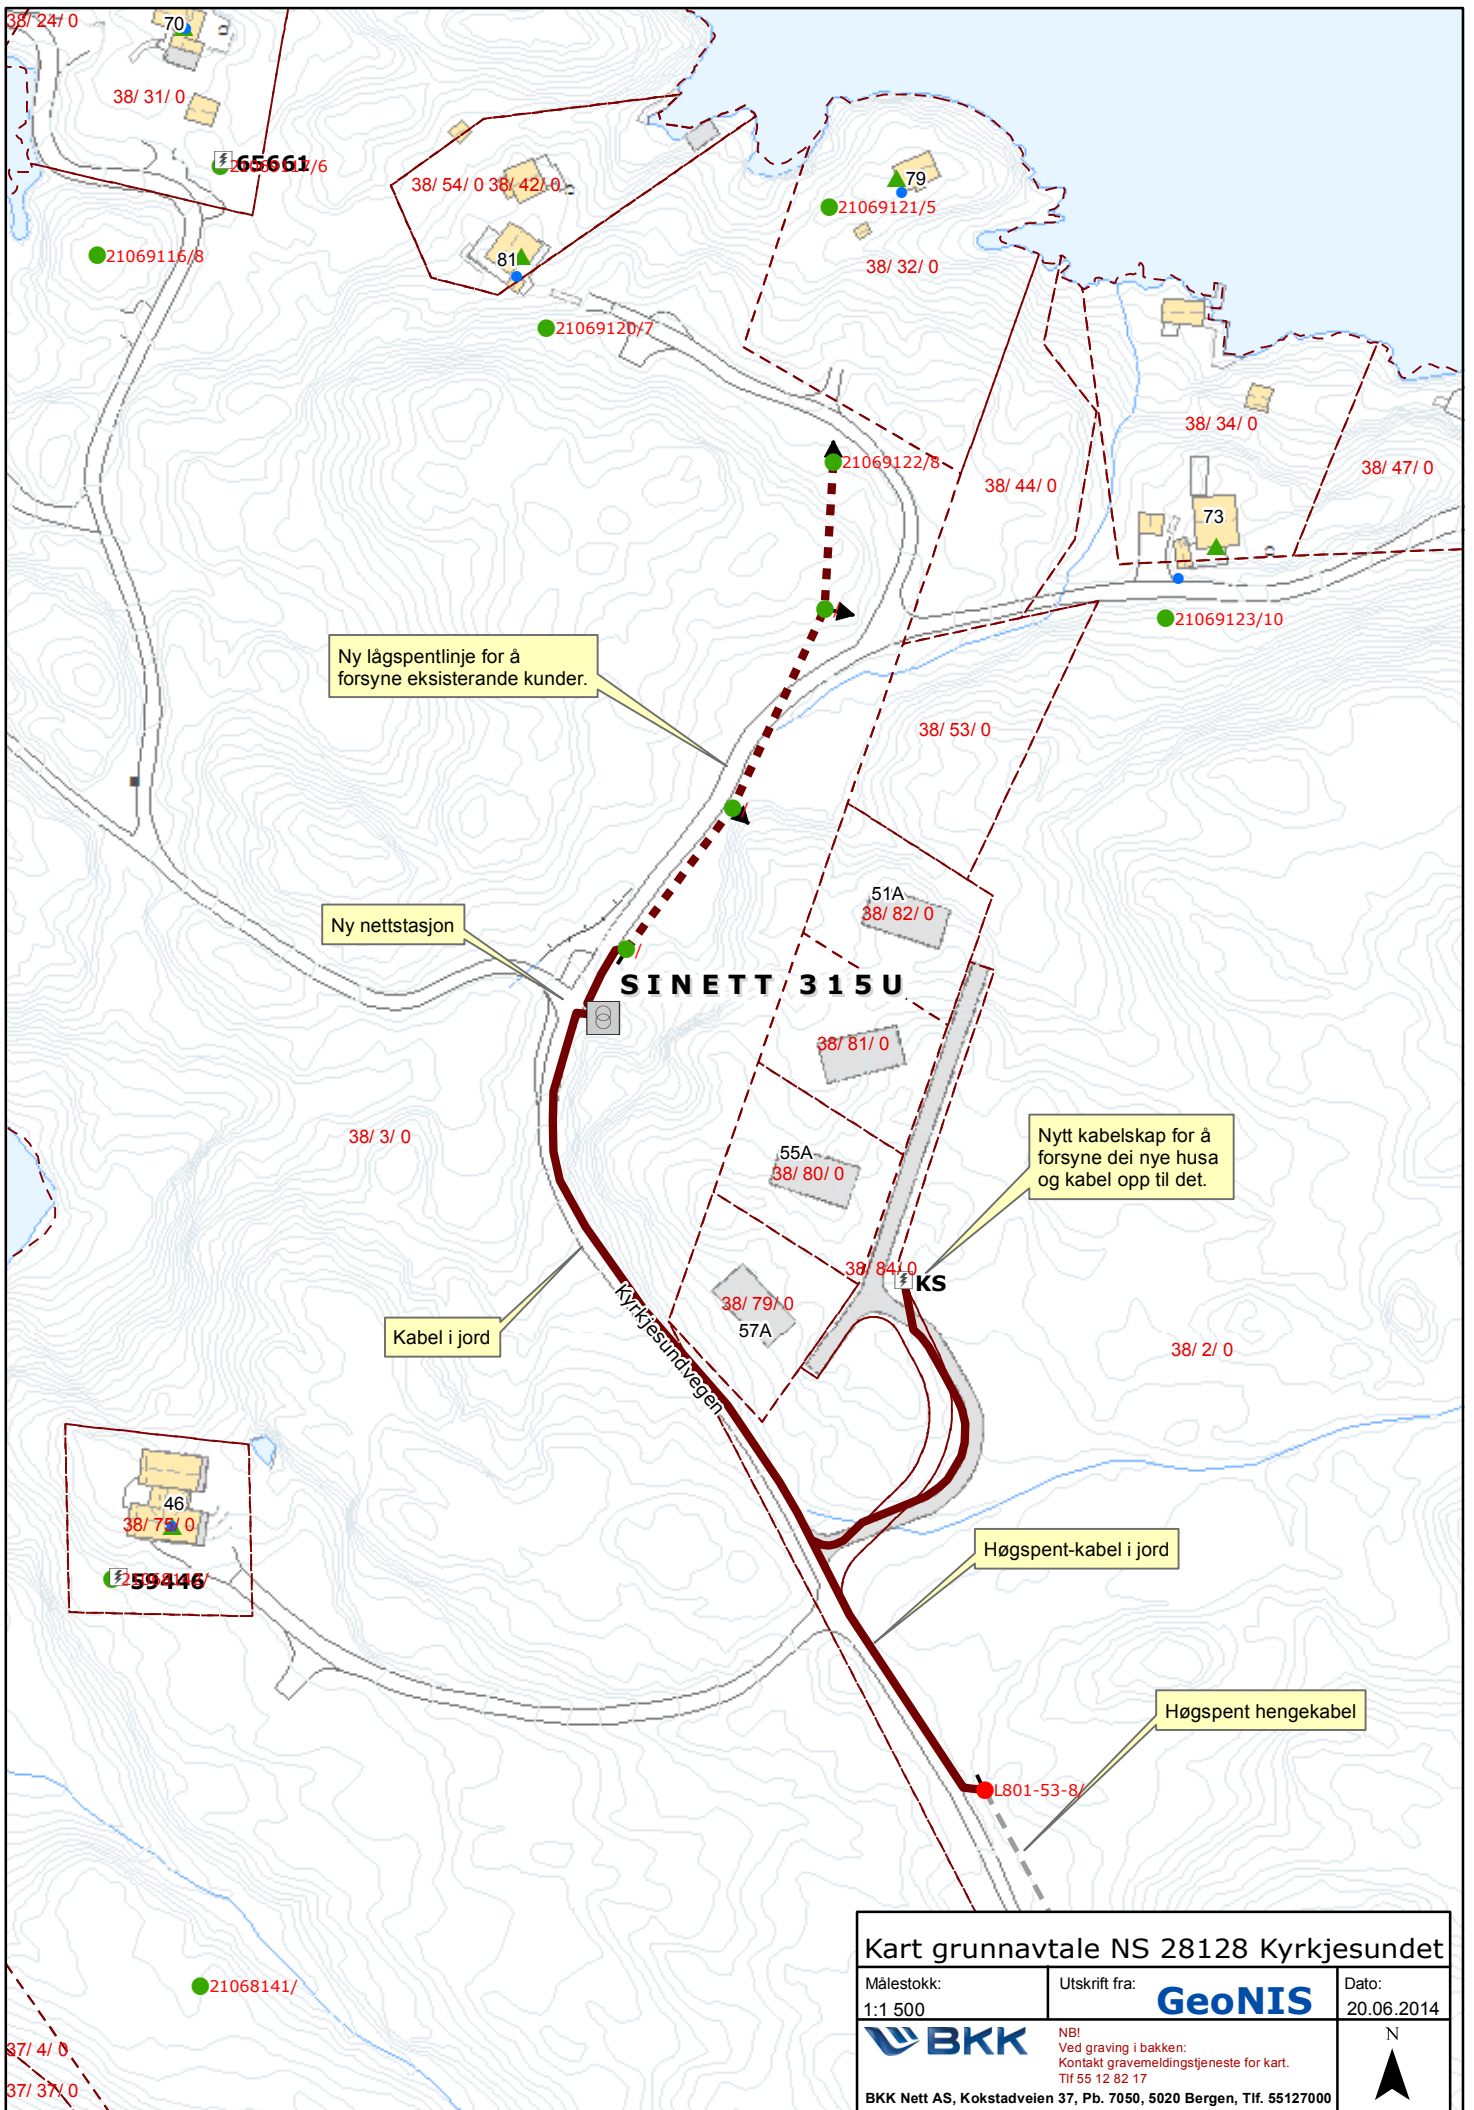 38/ 24/ 0
70
38/ 31/ 0
65661
38/ 54/ 0
38/ 42/ 0
79
21069121/5
21069116/8
81
38/ 32/ 0
21069120/7
38/ 34/ 0
21069122/8
38/ 44/ 0
38/ 47/ 0
73
21069123/10
Ny lågspentlinje for å
forsyne eksisterande kunder.
38/ 53/ 0
/
51A
38/ 82/ 0
Ny nettstasjon
/
SINETT 315U
38/ 81/ 0
38/ 3/ 0
Nytt kabelskap for å
forsyne dei nye husa
og kabel opp til det.
55A
38/ 80/ 0
38/ 84/ 0
KS
38/ 79/ 0
57A
Kabel i jord
Kyrkjesundvegen
38/ 2/ 0
46
38/ 75/ 0
Høgspent-kabel i jord
59446
Høgspent hengekabel
L801-53-8/
21068141/
37/ 4/ 0
37/ 37/ 0
Kart grunnavtale NS 28128 Kyrkjesundet
Målestokk:
1:1 500
Utskrift fra:
GeoNIS
Dato:
20.06.2014
BKK
NB!
Ved graving i bakken:
Kontakt gravemeldingstjeneste for kart.
Tlf 55 12 82 17
N
BKK Nett AS, Kokstadveien 37, Pb. 7050, 5020 Bergen, Tlf. 55127000